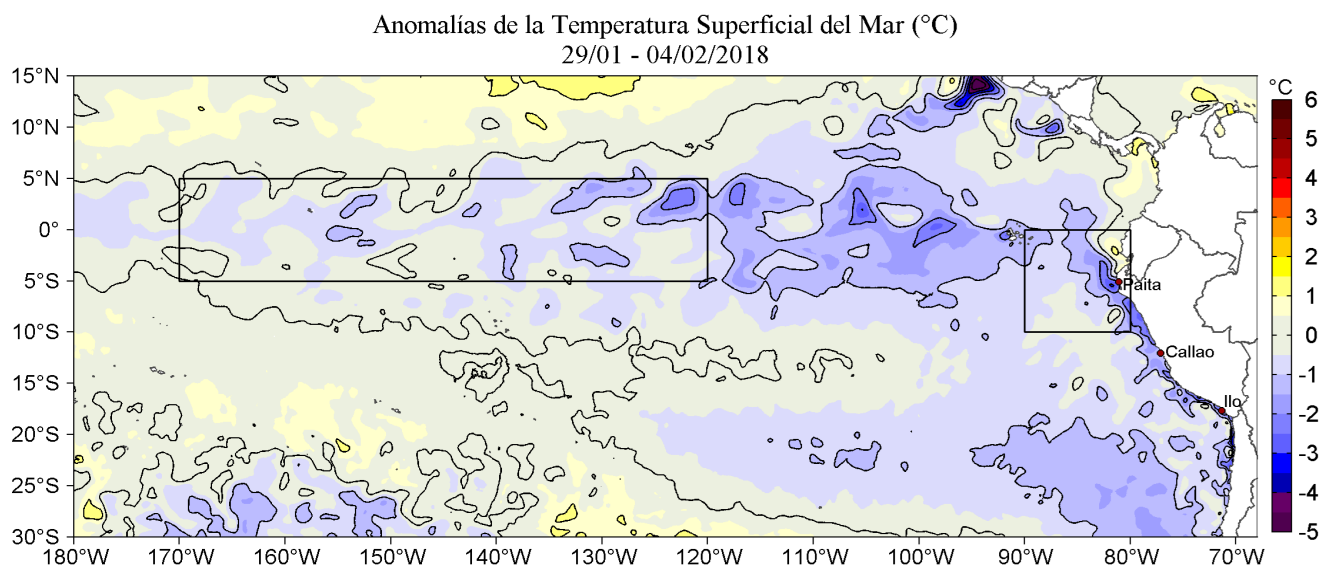 Anomalías de la Temperatura Superficial del Mar (°C)
29/01 - 04/02/2018
15°N
10°N
5°N
0°
5°S
10°S
15°S
20°S
25°S
30°S
180°W
170°W
160°W
150°W
140°W
130°W
120°W
110°W
100°W
90°W
80°W
70°W
Paita
Callao
Ilo
°C
6
5
4
3
2
1
0
-1
-2
-3
-4
-5